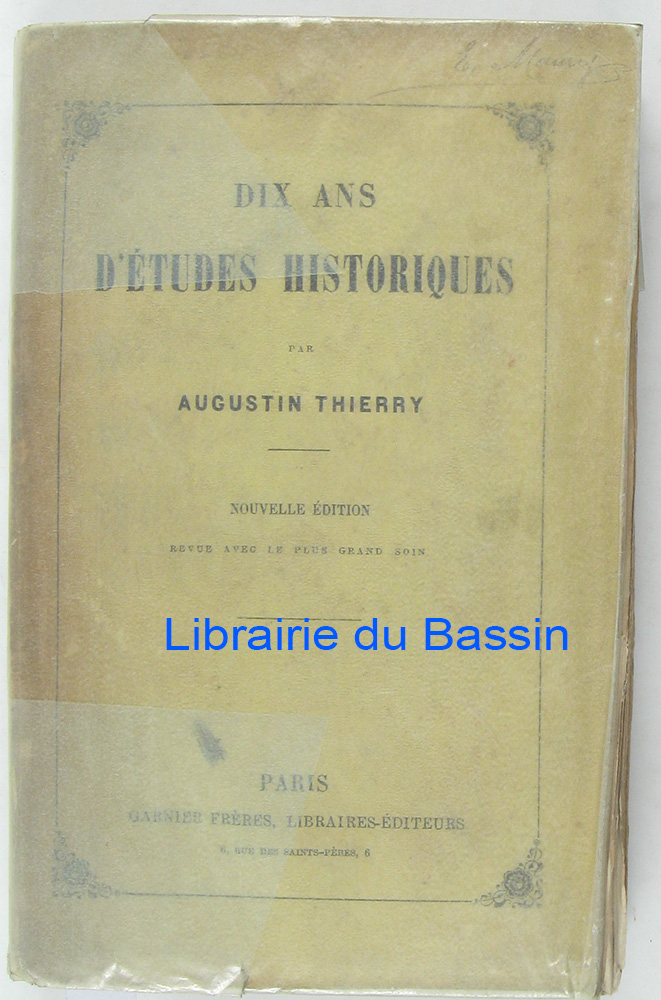 DIX ANS
D'ÉTUDES HISTORIQUES
PAR
AUGUSTIN THIERRY
NOUVELLE ÉDITION
REVUE AVEC LE PLUS GRAND SOIN
Librairie du Bassin
PARIS
GARNIER FRÈRES, LIBRAIRES-ÉDITEURS
6, RUE DES SAINTS-PÈRES, 6